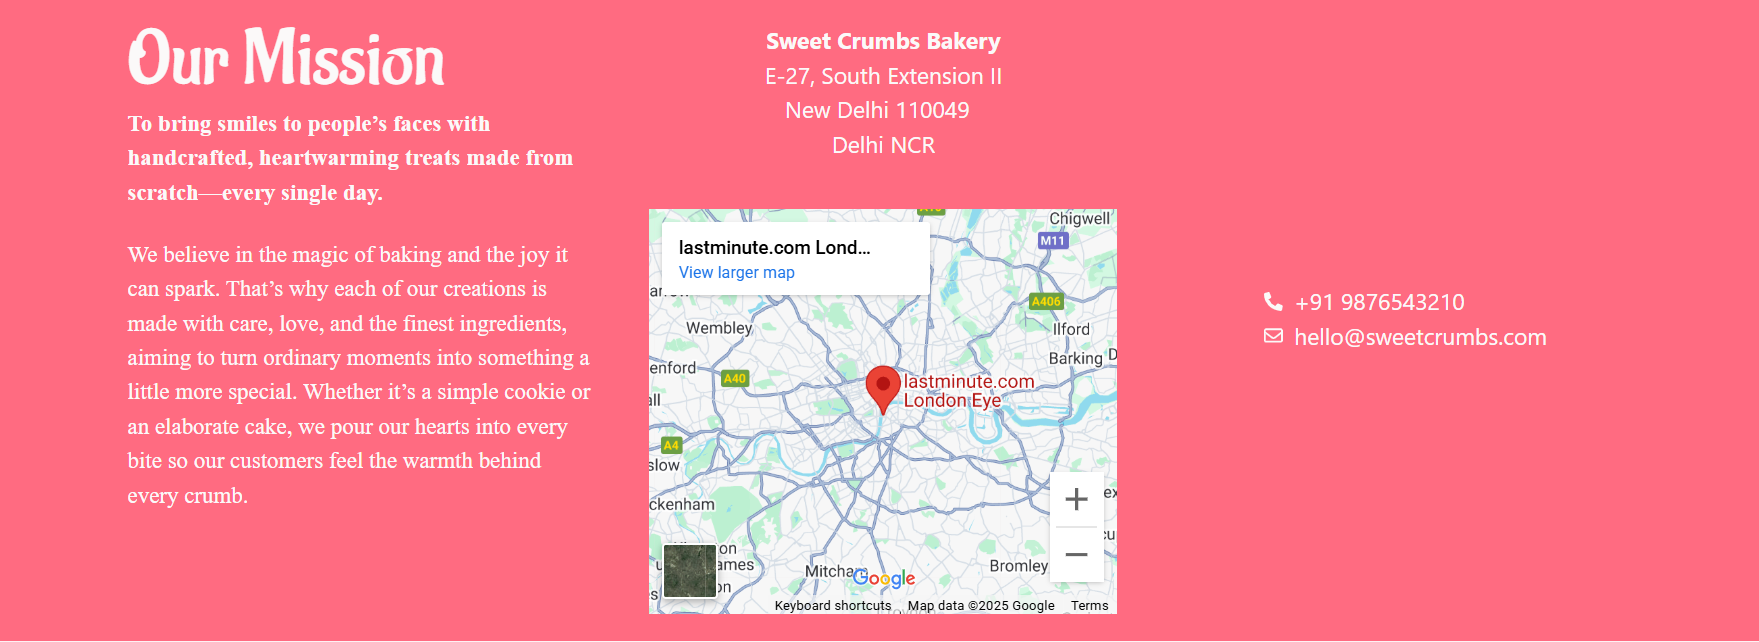 Our Mission
To bring smiles to people’s faces with
handcrafted, heartwarming treats made from
scratch—every single day.
We believe in the magic of baking and the joy it
can spark. That’s why each of our creations is
made with care, love, and the finest ingredients,
aiming to turn ordinary moments into something a
little more special. Whether it’s a simple cookie or
an elaborate cake, we pour our hearts into every
bite so our customers feel the warmth behind
every crumb.
Sweet Crumbs Bakery
E-27, South Extension II
New Delhi 110049
Delhi NCR
Chigwell
M11
lastminute.com Lond...
View larger map
A406
Wembley
Ilford
Barking
enford
A40
lastminute.com
London Eye
A4
slow
ckenham
Mitcha
Bromley
Google
Keyboard shortcuts
Map data ©2025 Google
Terms
+91 9876543210
hello@sweetcrumbs.com